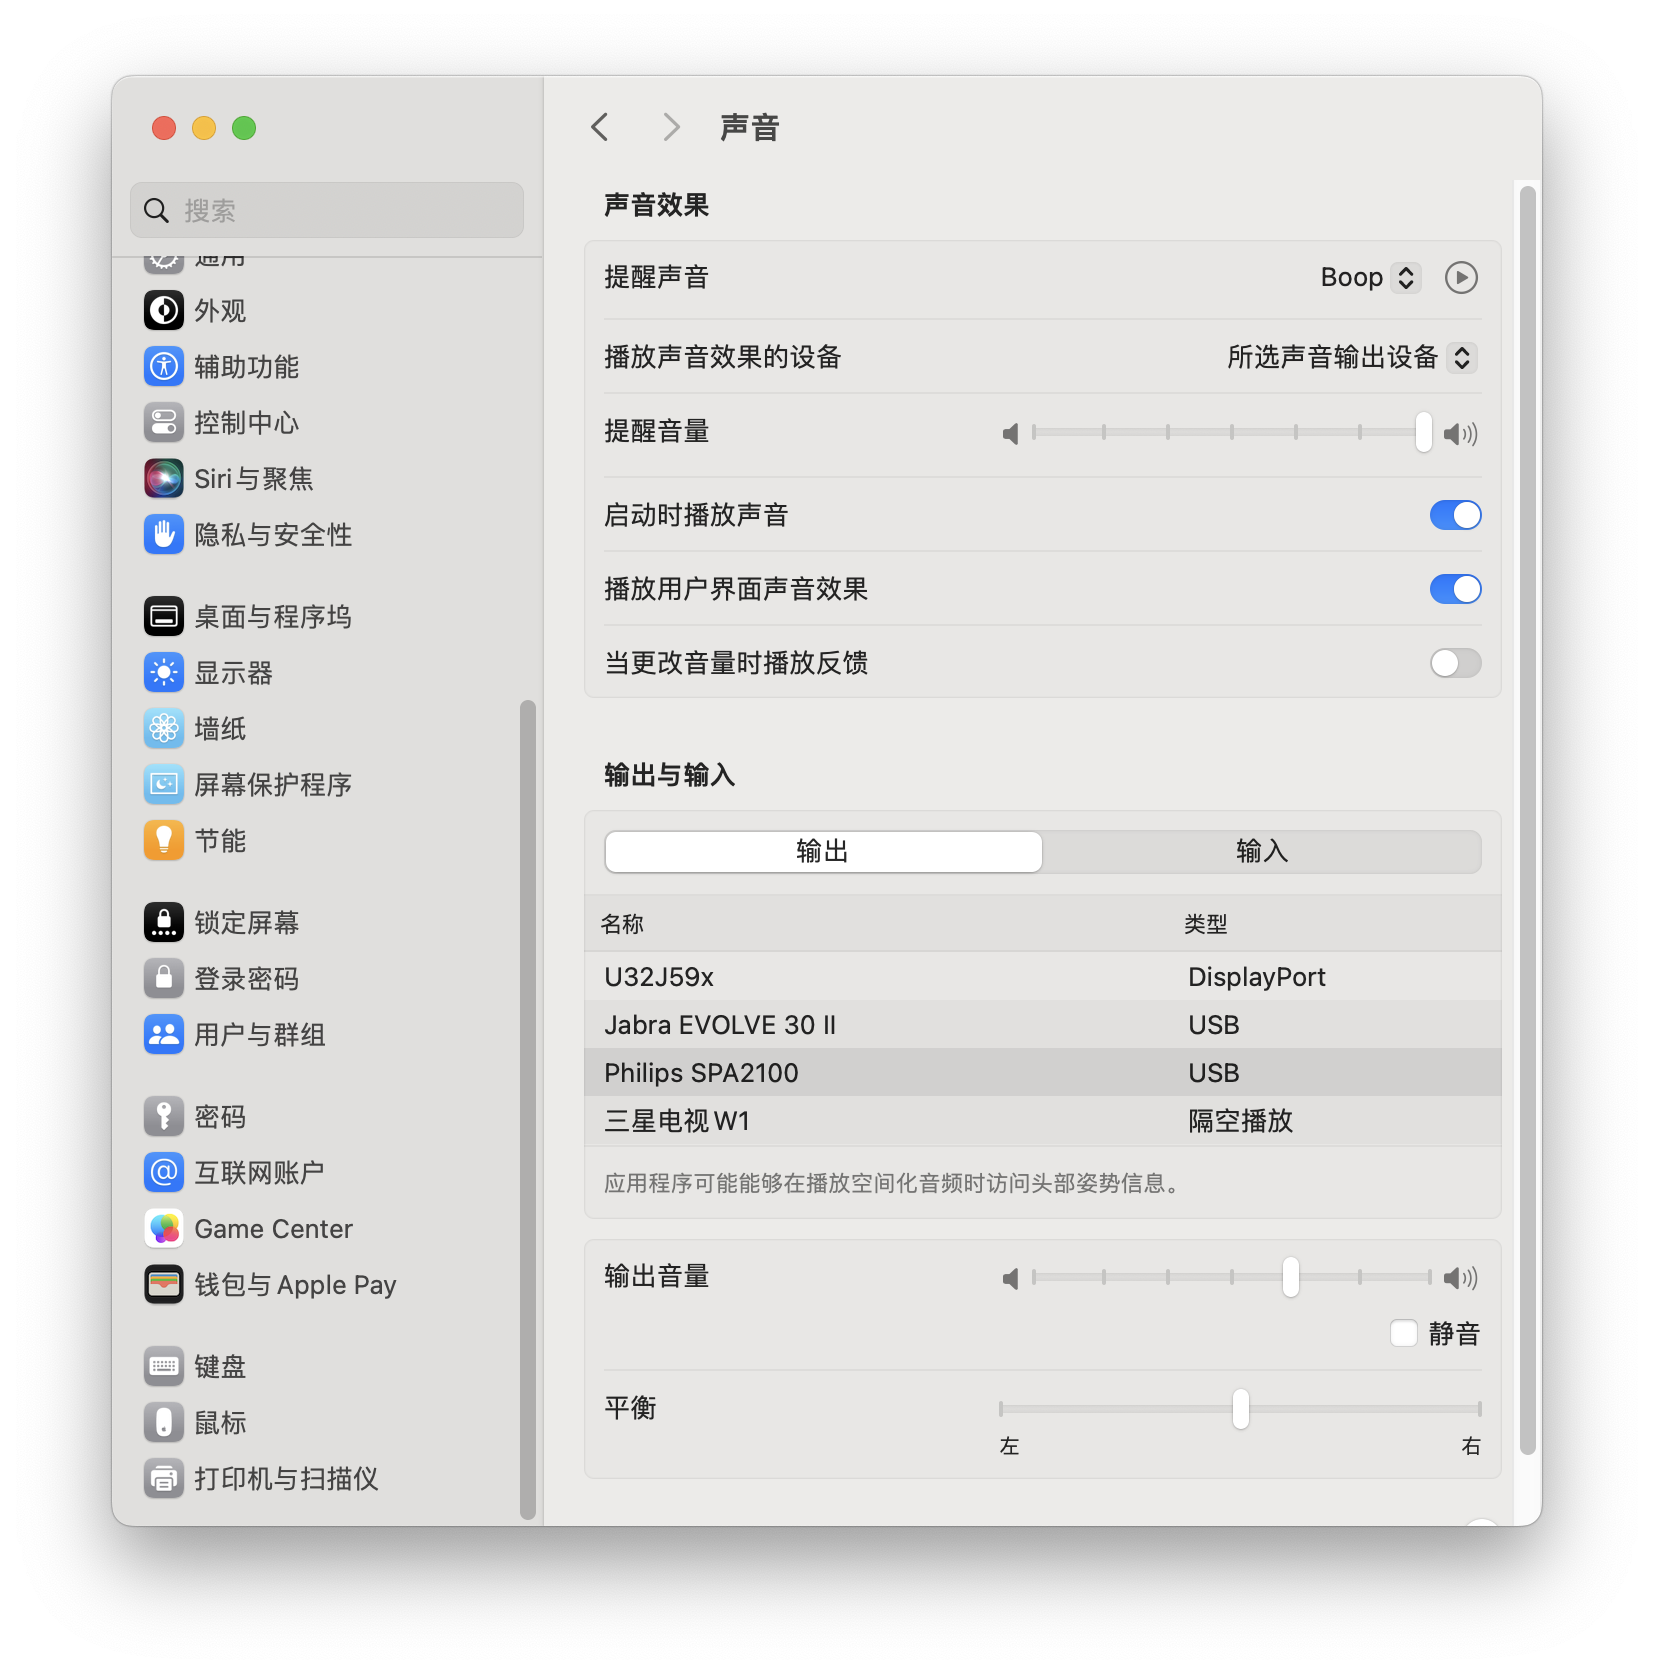 声音
搜索
通用
外观
辅助功能
控制中心
Siri与聚焦
隐私与安全性
桌面与程序坞
显示器
墙纸
屏幕保护程序
节能
锁定屏幕
登录密码
用户与群组
密码
互联网账户
Game Center
钱包与 Apple Pay
键盘
鼠标
打印机与扫描仪
声音效果
提醒声音 Boop
播放声音效果的设备 所选声音输出设备
提醒音量
启动时播放声音
播放用户界面声音效果
当更改音量时播放反馈
输出与输入
输出 输入
名称 类型
U32J59x DisplayPort
Jabra EVOLVE 30 II USB
Philips SPA2100 USB
三星电视 W1 隔空播放
应用程序可能能够在播放空间化音频时访问头部姿势信息。
输出音量
静音
平衡
左 右